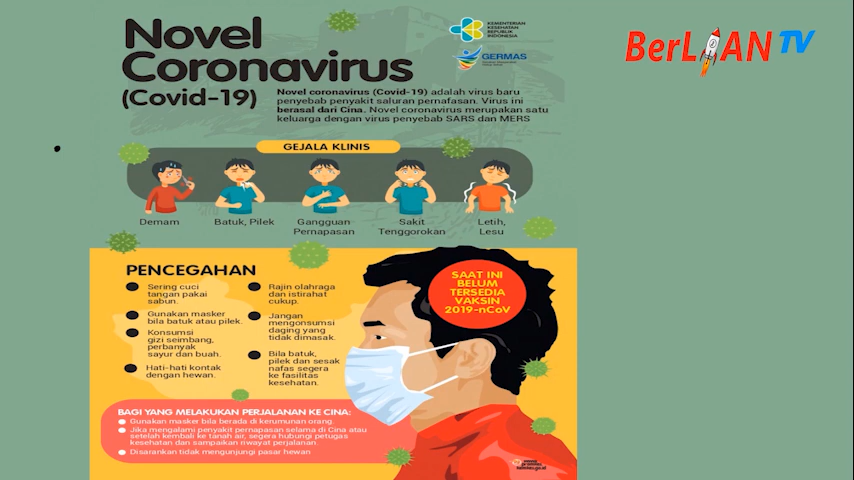 BerLIAN TV
Novel
Coronavirus
(Covid-19)
KEMENTERIAN
KESEHATAN
REPUBLIK
INDONESIA
GERMAS
Novel coronavirus (Covid-19) adalah virus baru
penyebab penyakit saluran pernafasan. Virus ini
berasal dari Cina. Novel coronavirus merupakan satu
keluarga dengan virus penyebab SARS dan MERS
GEJALA KLINIS
Demam
Batuk, Pilek
Gangguan
Pernapasan
Sakit
Tenggorokan
Letih,
Lesu
PENCEGAHAN
Sering cuci
tangan pakai
sabun.
Gunakan masker
bila batuk atau pilek.
Konsumsi
gizi seimbang,
perbanyak
sayur dan buah.
Hati-hati kontak
dengan hewan.
Rajin olahraga
dan istirahat
cukup.
Jangan
mengonsumsi
daging yang
tidak dimasak.
Bila batuk,
pilek dan sesak
nafas segera
ke fasilitas
kesehatan.
SAAT INI
BELUM
TERSEDIA
VAKSIN
2019-nCoV
BAGI YANG MELAKUKAN PERJALANAN KE CINA:
Gunakan masker bila berada di kerumunan orang.
Jika mengalami penyakit pernapasan selama di Cina atau
setelah kembali ke tanah air, segera hubungi petugas
kesehatan dan sampaikan riwayat perjalanan.
Disarankan tidak mengunjungi pasar hewan